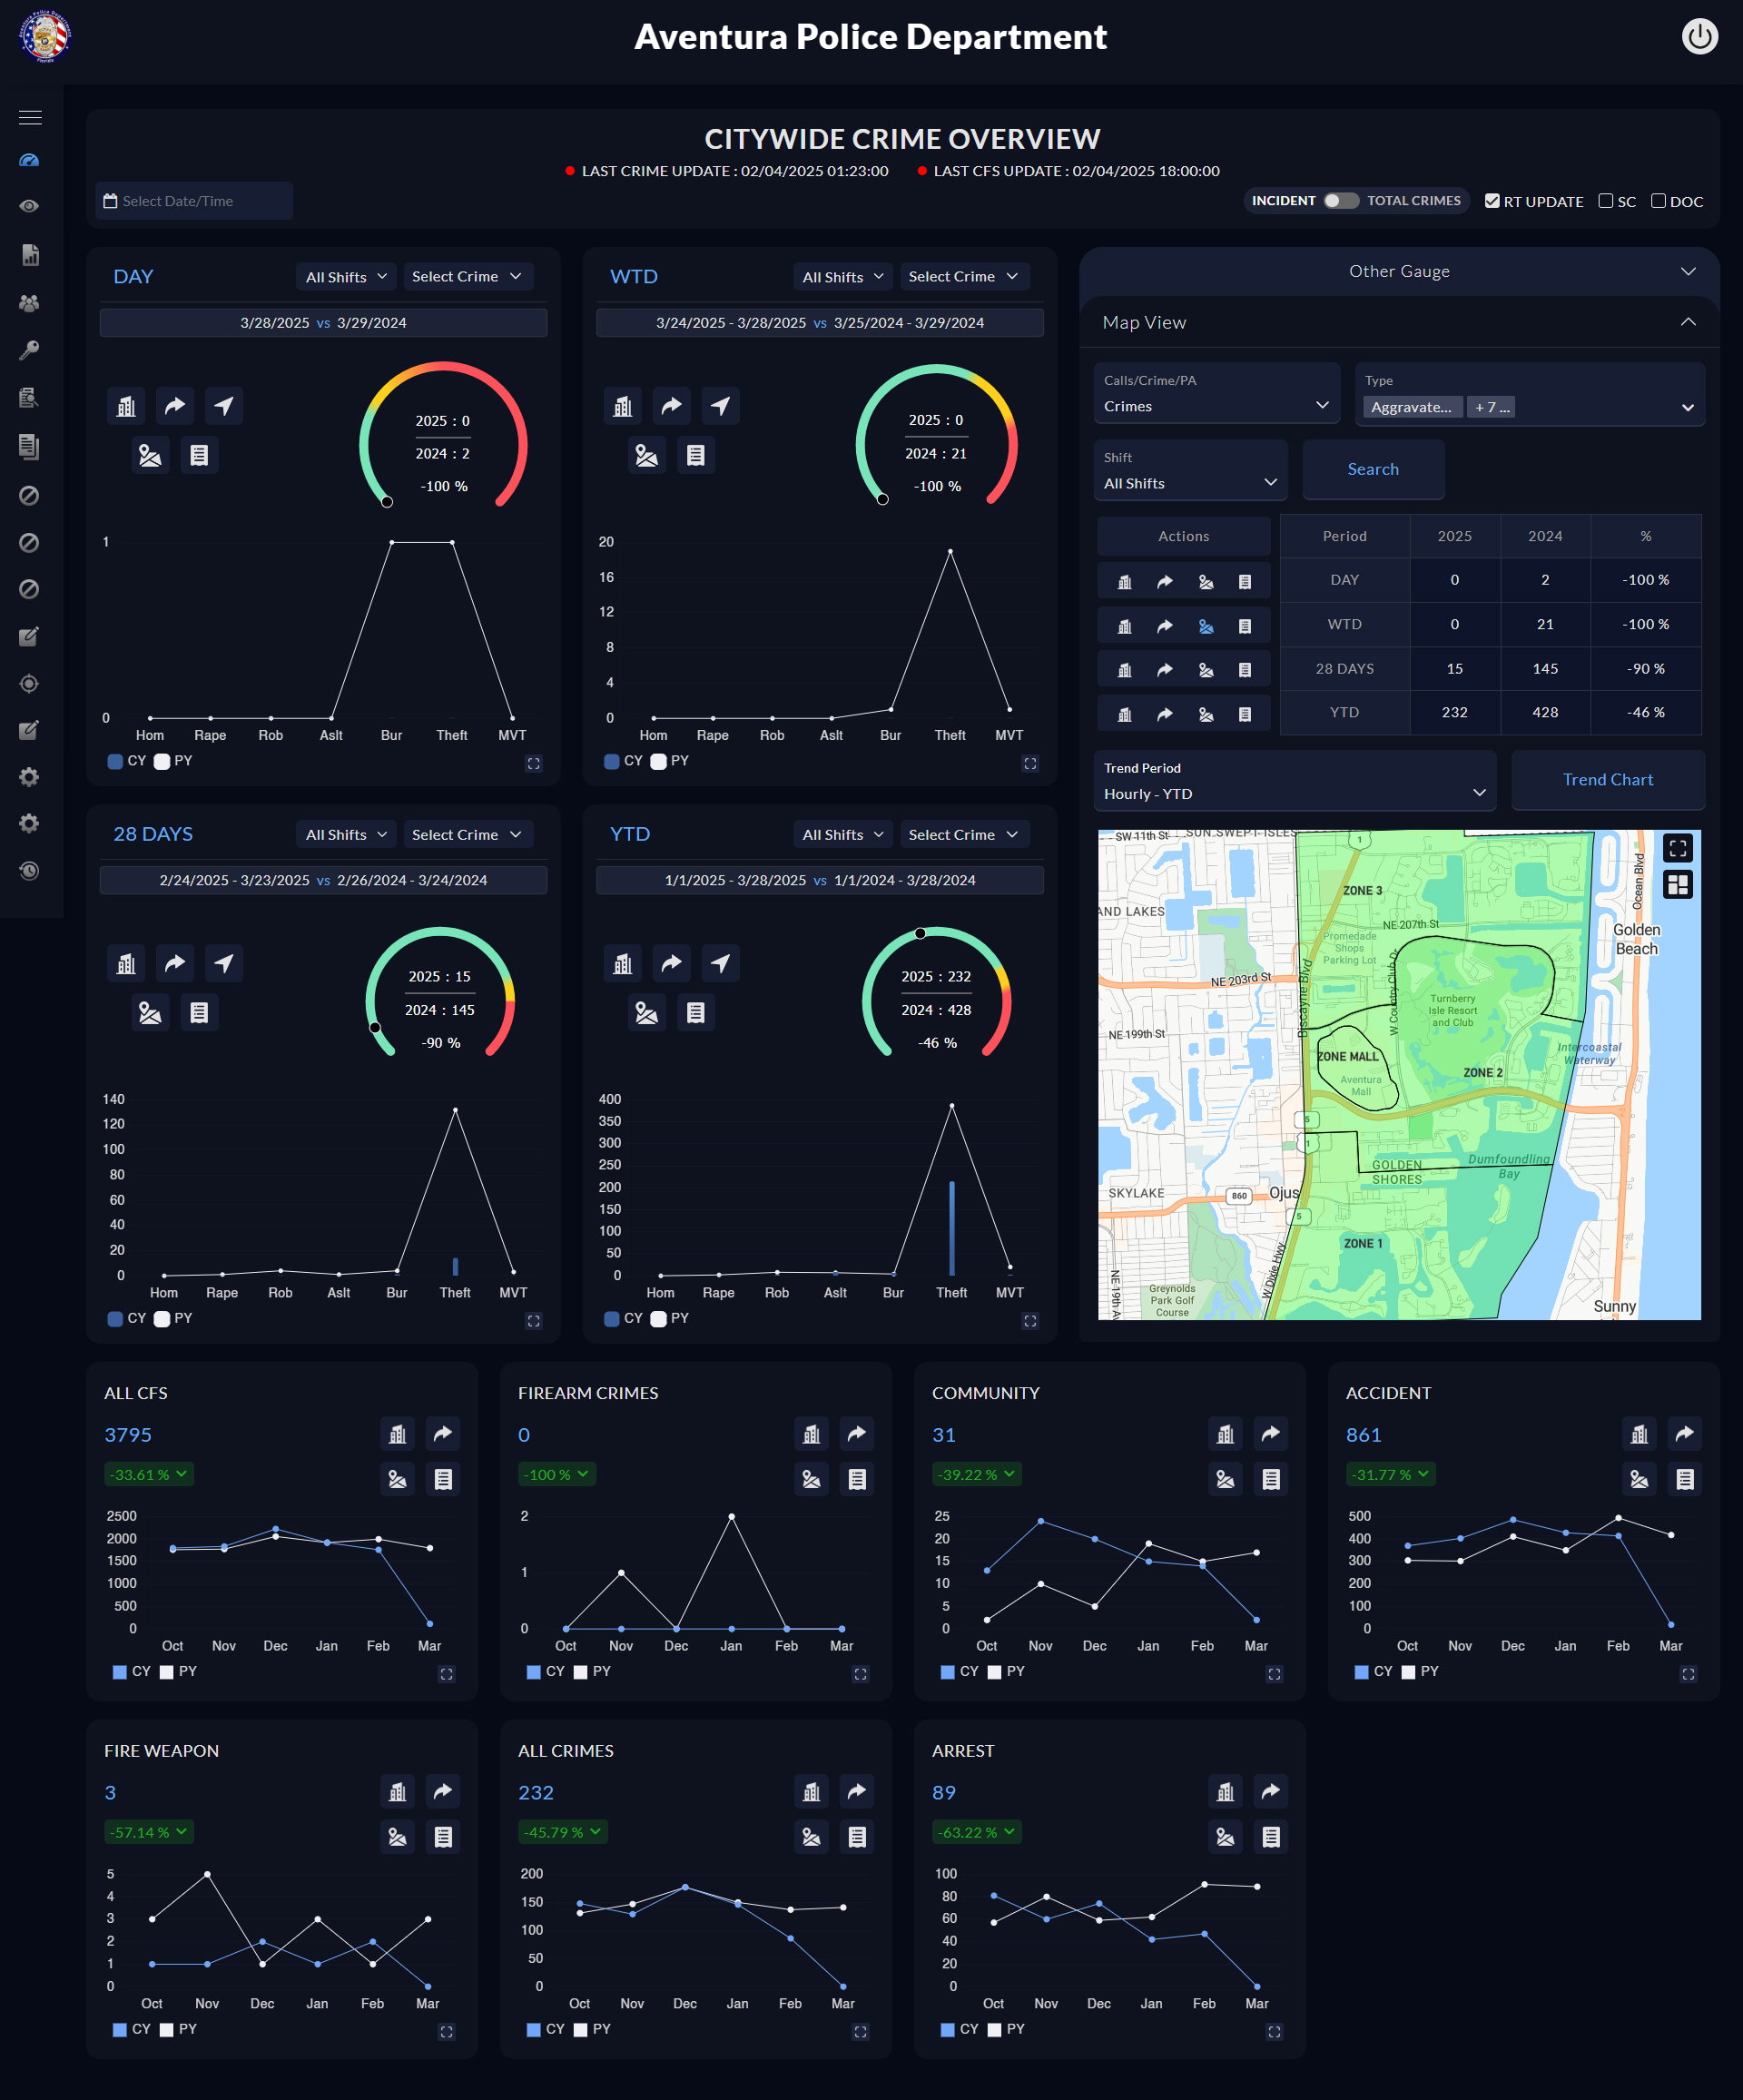 Aventura Police Department
CITYWIDE CRIME OVERVIEW
LAST CRIME UPDATE : 02/04/2025 01:23:00
LAST CFS UPDATE : 02/04/2025 18:00:00
Select Date/Time
INCIDENT
TOTAL CRIMES
RT UPDATE
SC
DOC
DAY
All Shifts
Select Crime
3/28/2025 vs 3/29/2024
2025 : 0
2024 : 2
-100 %
1
0
Hom Rape Rob Aslt Bur Theft MVT
CY PY
WTD
All Shifts
Select Crime
3/24/2025 - 3/28/2025 vs 3/25/2024 - 3/29/2024
2025 : 0
2024 : 21
-100 %
20
16
12
8
4
0
Hom Rape Rob Aslt Bur Theft MVT
CY PY
28 DAYS
All Shifts
Select Crime
2/24/2025 - 3/23/2025 vs 2/26/2024 - 3/24/2024
2025 : 15
2024 : 145
-90 %
140
120
100
80
60
40
20
0
Hom Rape Rob Aslt Bur Theft MVT
CY PY
YTD
All Shifts
Select Crime
1/1/2025 - 3/28/2025 vs 1/1/2024 - 3/28/2024
2025 : 232
2024 : 428
-46 %
400
350
300
250
200
150
100
50
0
Hom Rape Rob Aslt Bur Theft MVT
CY PY
Other Gauge
Map View
Calls/Crime/PA
Crimes
Type
Aggravate...
+ 7 ...
Shift
All Shifts
Search
Actions
Period 2025 2024 %
DAY 0 2 -100 %
WTD 0 21 -100 %
28 DAYS 15 145 -90 %
YTD 232 428 -46 %
Trend Period
Hourly - YTD
Trend Chart
SW 11th St
SUN SWEPT ISLES
1
Ocean Blvd
ZONE 3
AND LAKES
NE 207th St
Promedade
Shops
Parking Lot
Golden
Beach
NE 203rd St
Biscayne Blvd
W Country Club Dr
Turnberry
Isle Resort
and Club
NE 199th St
ZONE MALL
Aventura
Mall
ZONE 2
Intercoastal
Waterway
5
1
GOLDEN
SHORES
Dumfoundling
Bay
SKYLAKE
860
Ojus
5
ZONE 1
W Dixie Hwy
NE 19th Av
Greynolds
Park Golf
Course
Sunny
ALL CFS
3795
-33.61 %
2500
2000
1500
1000
500
0
Oct Nov Dec Jan Feb Mar
CY PY
FIREARM CRIMES
0
-100 %
2
1
0
Oct Nov Dec Jan Feb Mar
CY PY
COMMUNITY
31
-39.22 %
25
20
15
10
5
0
Oct Nov Dec Jan Feb Mar
CY PY
ACCIDENT
861
-31.77 %
500
400
300
200
100
0
Oct Nov Dec Jan Feb Mar
CY PY
FIRE WEAPON
3
-57.14 %
5
4
3
2
1
0
Oct Nov Dec Jan Feb Mar
CY PY
ALL CRIMES
232
-45.79 %
200
150
100
50
0
Oct Nov Dec Jan Feb Mar
CY PY
ARREST
89
-63.22 %
100
80
60
40
20
0
Oct Nov Dec Jan Feb Mar
CY PY